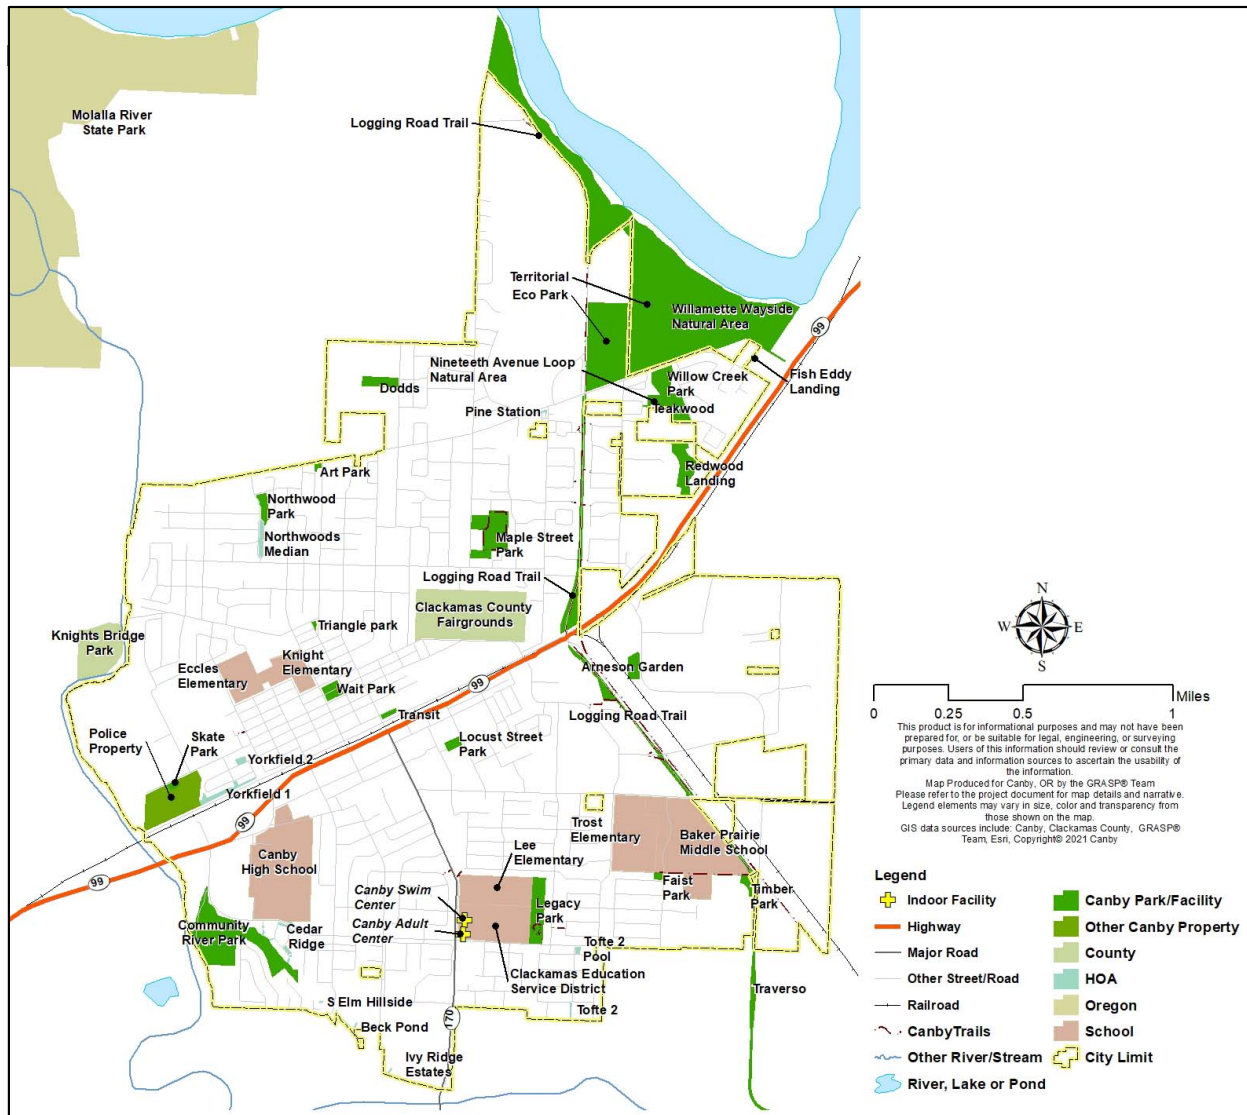 Molalla River
State Park
Logging Road Trail
Territorial
Eco Park
Willamette Wayside
Natural Area
99
Nineteeth Avenue Loop
Natural Area
Willow Creek
Park
Fish Eddy
Landing
Dodds
Pine Station
Teakwood
Art Park
Redwood
Landing
Northwood
Park
Northwoods
Median
Maple Street
Park
Logging Road Trail
Clackamas County
Fairgrounds
Triangle park
Knights Bridge
Park
Eccles
Elementary
Knight
Elementary
Arneson Garden
Wait Park
99
Transit
Logging Road Trail
Police
Property
Skate
Park
Locust Street
Park
Yorkfield 2
Yorkfield 1
99
Trost
Elementary
Baker Prairie
Middle School
Canby
High School
Lee
Elementary
99
Canby Swim
Center
Canby Adult
Center
Faist
Park
Timber
Park
Legacy
Park
Community
River Park
Cedar
Ridge
Tofte 2
Pool
Clackamas Education
Service District
Traverso
S Elm Hillside
Tofte 2
Beck Pond
170
Ivy Ridge
Estates
N
W
E
S
Miles
0
0.25
0.5
1
This product is for informational purposes and may not have been
prepared for, or be suitable for legal, engineering, or surveying
purposes. Users of this information should review or consult the
primary data and information sources to ascertain the usability of
the information.
Map Produced for Canby, OR by the GRASP® Team
Please refer to the project document for map details and narrative.
Legend elements may vary in size, color and transparency from
those shown on the map.
GIS data sources include: Canby, Clackamas County, GRASP®
Team, Esri, Copyright© 2021 Canby
Legend
Indoor Facility
Highway
Major Road
Other Street/Road
Railroad
CanbyTrails
Other River/Stream
River, Lake or Pond
Canby Park/Facility
Other Canby Property
County
HOA
Oregon
School
City Limit